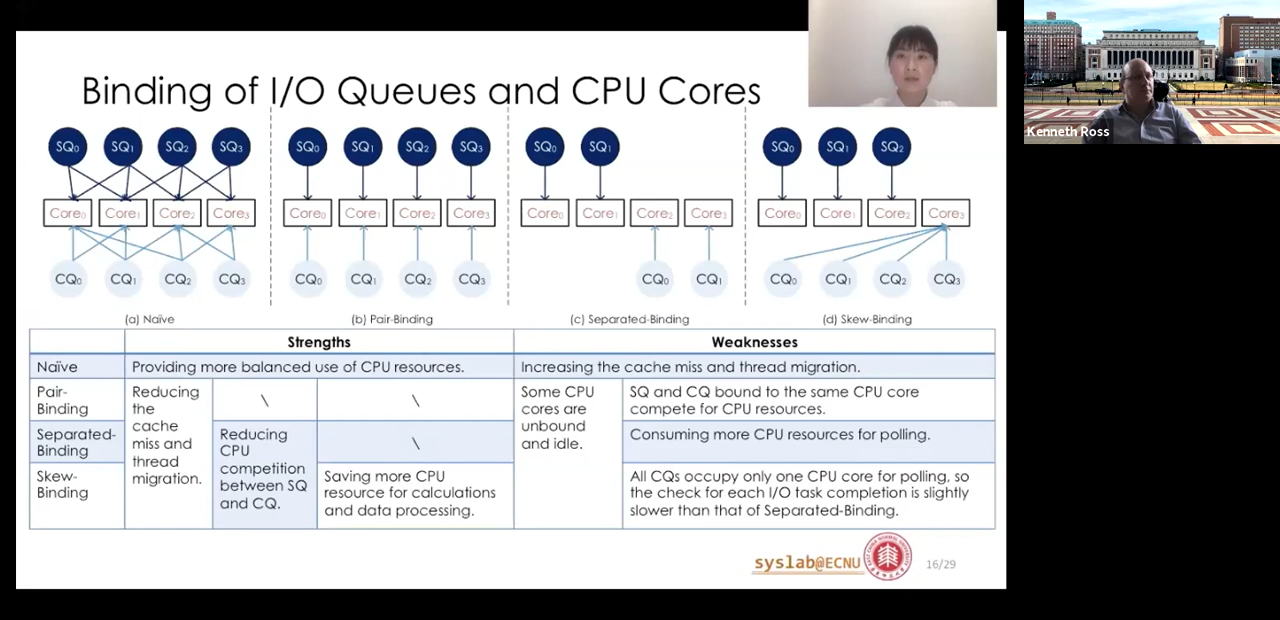 Binding of I/O Queues and CPU Cores
SQ0 SQ1 SQ2 SQ3
Core0 Core1 Core2 Core3
CQ0 CQ1 CQ2 CQ3
(a) Naïve
SQ0 SQ1 SQ2 SQ3
Core0 Core1 Core2 Core3
CQ0 CQ1 CQ2 CQ3
(b) Pair-Binding
SQ0 SQ1
Core0 Core1 Core2 Core3
CQ0 CQ1
(c) Separated-Binding
SQ0 SQ1 SQ2
Core0 Core1 Core2 Core3
CQ0 CQ1 CQ2 CQ3
(d) Skew-Binding
Strengths
Weaknesses
Naïve
Providing more balanced use of CPU resources.
Increasing the cache miss and thread migration.
Pair-
Binding
Reducing
the
cache
miss and
thread
migration.
\
\
Some CPU
cores are
unbound
and idle.
SQ and CQ bound to the same CPU core
compete for CPU resources.
Separated-
Binding
Reducing
CPU
competition
between SQ
and CQ.
\
Consuming more CPU resources for polling.
Skew-
Binding
Saving more CPU
resource for calculations
and data processing.
All CQs occupy only one CPU core for polling, so
the check for each I/O task completion is slightly
slower than that of Separated-Binding.
syslab@ECNU
16/29
Kenneth Ross